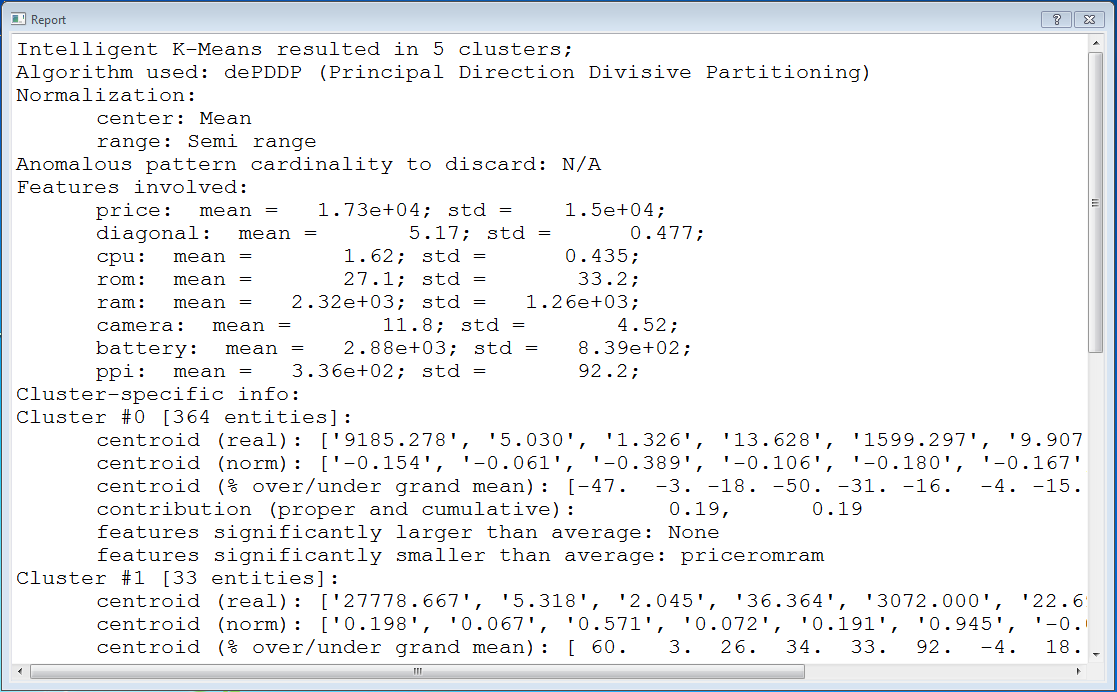 Report
Intelligent K-Means resulted in 5 clusters;
Algorithm used: dePDDP (Principal Direction Divisive Partitioning)
Normalization:
center: Mean
range: Semi range
Anomalous pattern cardinality to discard: N/A
Features involved:
price:  mean =   1.73e+04; std =    1.5e+04;
diagonal:  mean =       5.17; std =      0.477;
cpu:  mean =       1.62; std =      0.435;
rom:  mean =       27.1; std =       33.2;
ram:  mean =   2.32e+03; std =   1.26e+03;
camera:  mean =       11.8; std =       4.52;
battery:  mean =   2.88e+03; std =   8.39e+02;
ppi:  mean =   3.36e+02; std =       92.2;
Cluster-specific info:
Cluster #0 [364 entities]:
centroid (real): ['9185.278', '5.030', '1.326', '13.628', '1599.297', '9.907
centroid (norm): ['-0.154', '-0.061', '-0.389', '-0.106', '-0.180', '-0.167'
centroid (% over/under grand mean): [-47.  -3. -18. -50. -31. -16.  -4. -15.
contribution (proper and cumulative):       0.19,      0.19
features significantly larger than average: None
features significantly smaller than average: priceromram
Cluster #1 [33 entities]:
centroid (real): ['27778.667', '5.318', '2.045', '36.364', '3072.000', '22.6
centroid (norm): ['0.198', '0.067', '0.571', '0.072', '0.191', '0.945', '-0.
centroid (% over/under grand mean): [ 60.   3.  26.  34.  33.  92.  -4.  18.